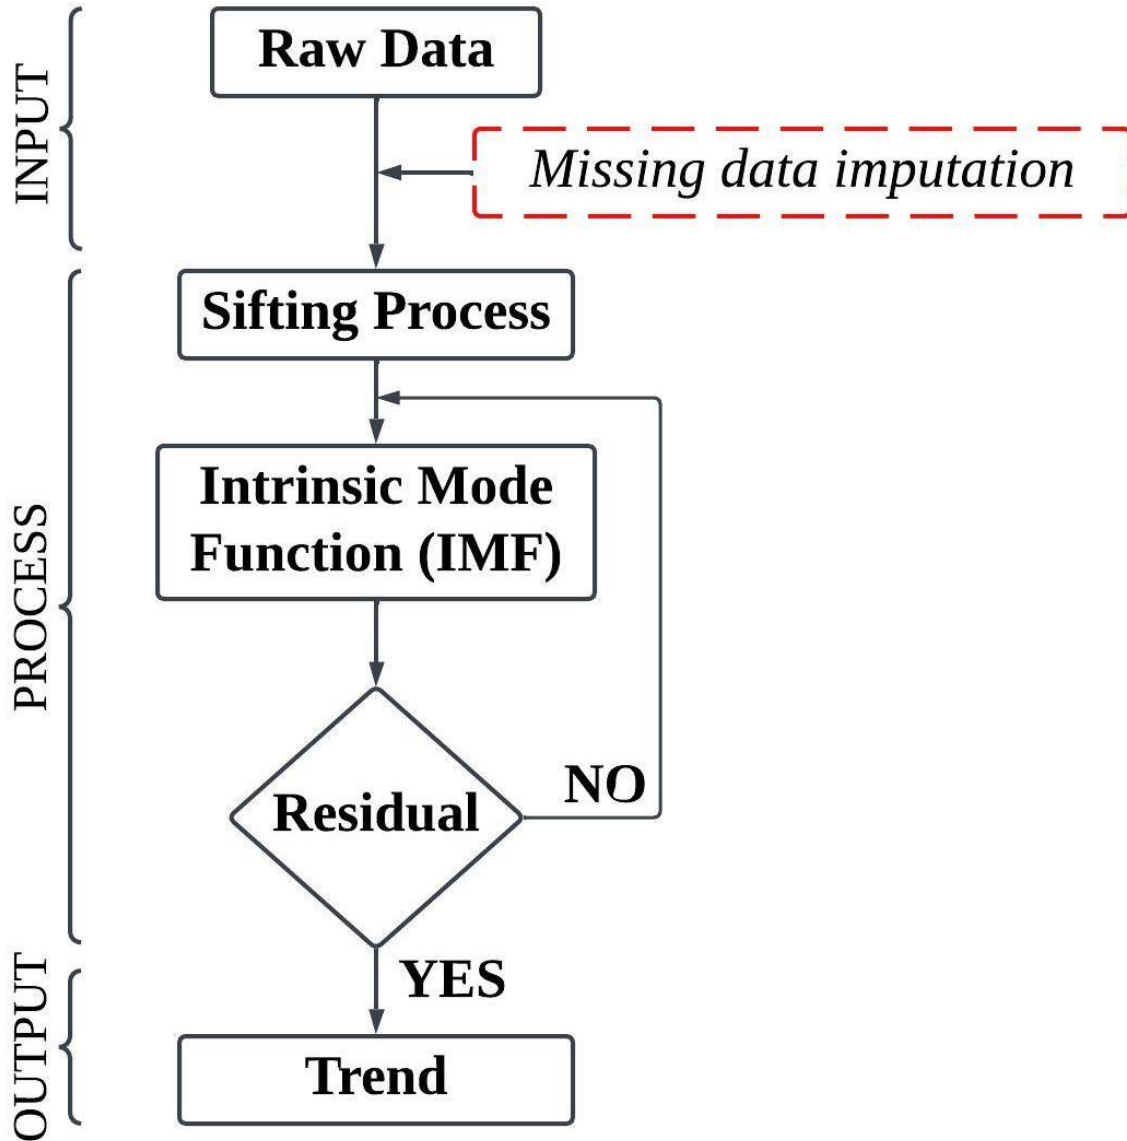 INPUT
Raw Data
Missing data imputation
PROCESS
Sifting Process
Intrinsic Mode
Function (IMF)
Residual
NO
YES
OUTPUT
Trend